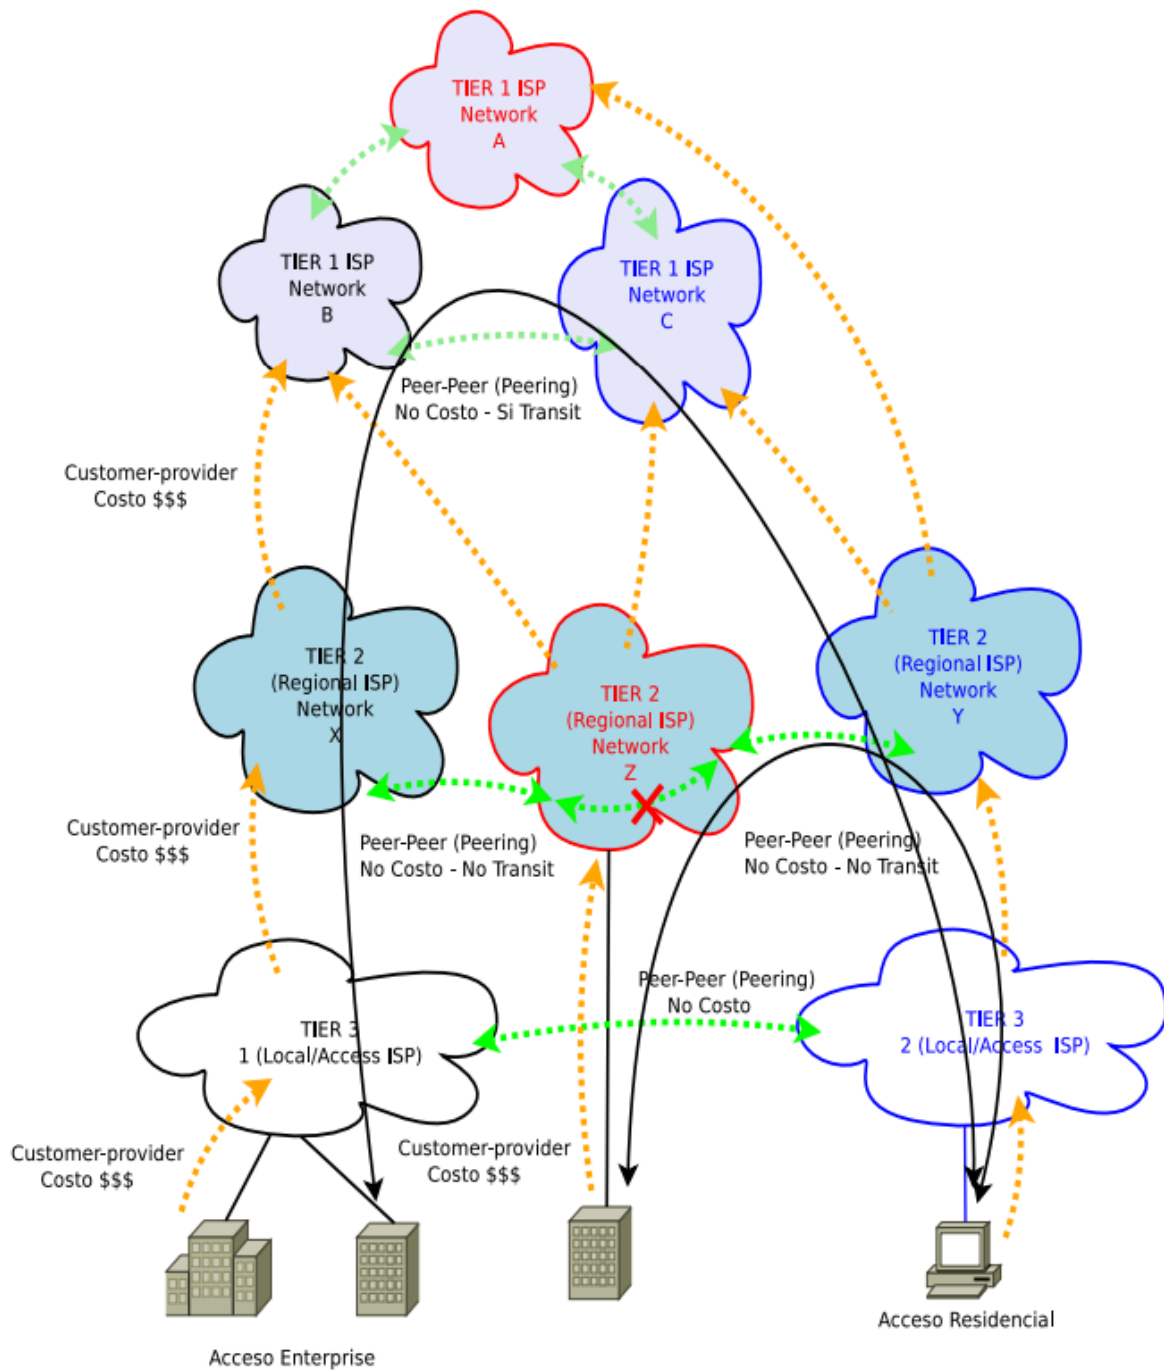 TIER 1 ISP
Network
A
TIER 1 ISP
Network
B
TIER 1 ISP
Network
C
Peer-Peer (Peering)
No Costo - Si Transit
Customer-provider
Costo $$$
TIER 2
(Regional ISP)
Network
X
TIER 2
(Regional ISP)
Network
Z
TIER 2
(Regional ISP)
Network
Y
Customer-provider
Costo $$$
Peer-Peer (Peering)
No Costo - No Transit
Peer-Peer (Peering)
No Costo - No Transit
Peer-Peer (Peering)
No Costo
TIER 3
1 (Local/Access ISP)
TIER 3
2 (Local/Access ISP)
Customer-provider
Costo $$$
Customer-provider
Costo $$$
Acceso Residencial
Acceso Enterprise